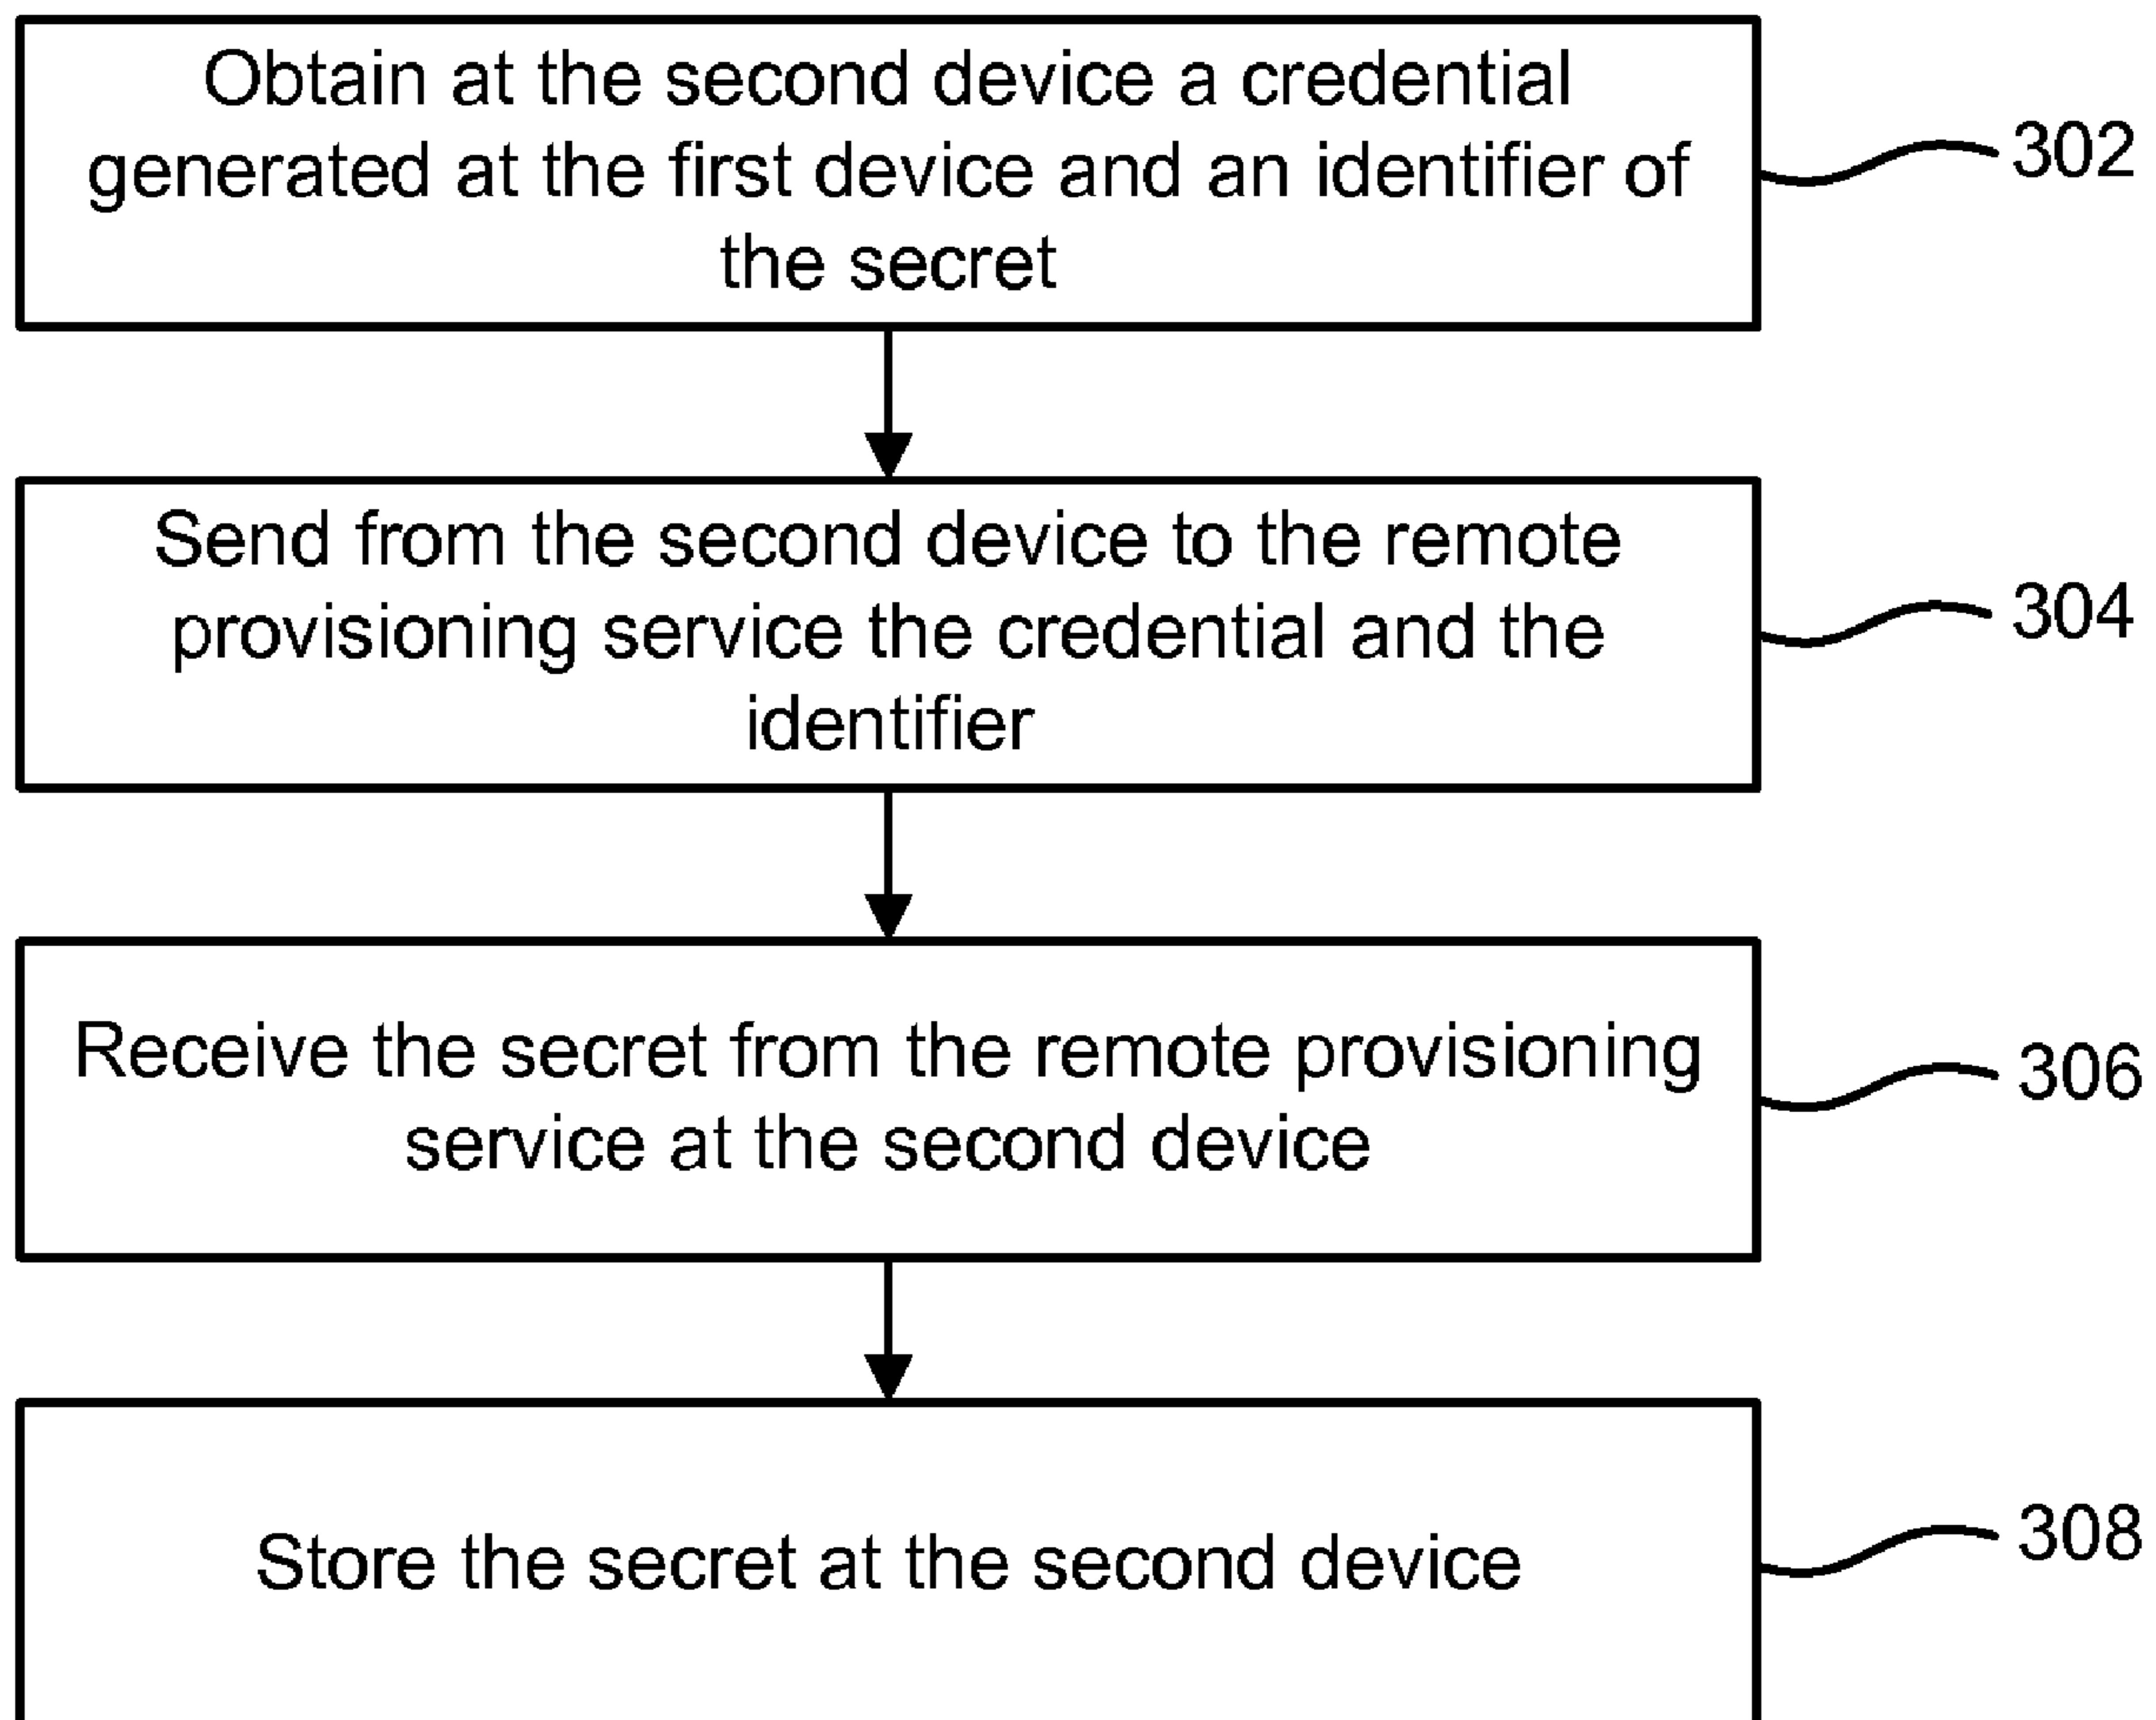 Obtain at the second device a credential
generated at the first device and an identifier of
the secret
302
Send from the second device to the remote
provisioning service the credential and the
identifier
304
Receive the secret from the remote provisioning
service at the second device
306
Store the secret at the second device
308